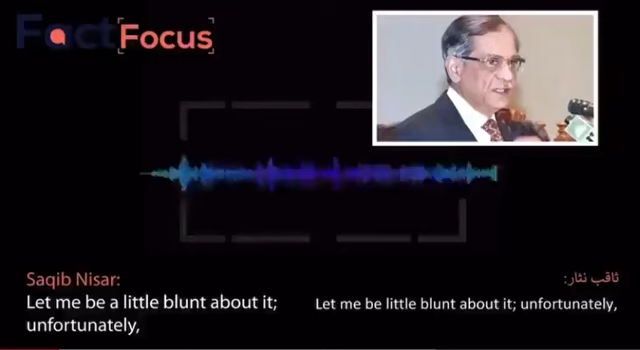 FactFocus
Saqib Nisar:
Let me be a little blunt about it;
unfortunately,
ثاقب نثار:
Let me be little blunt about it; unfortunately,